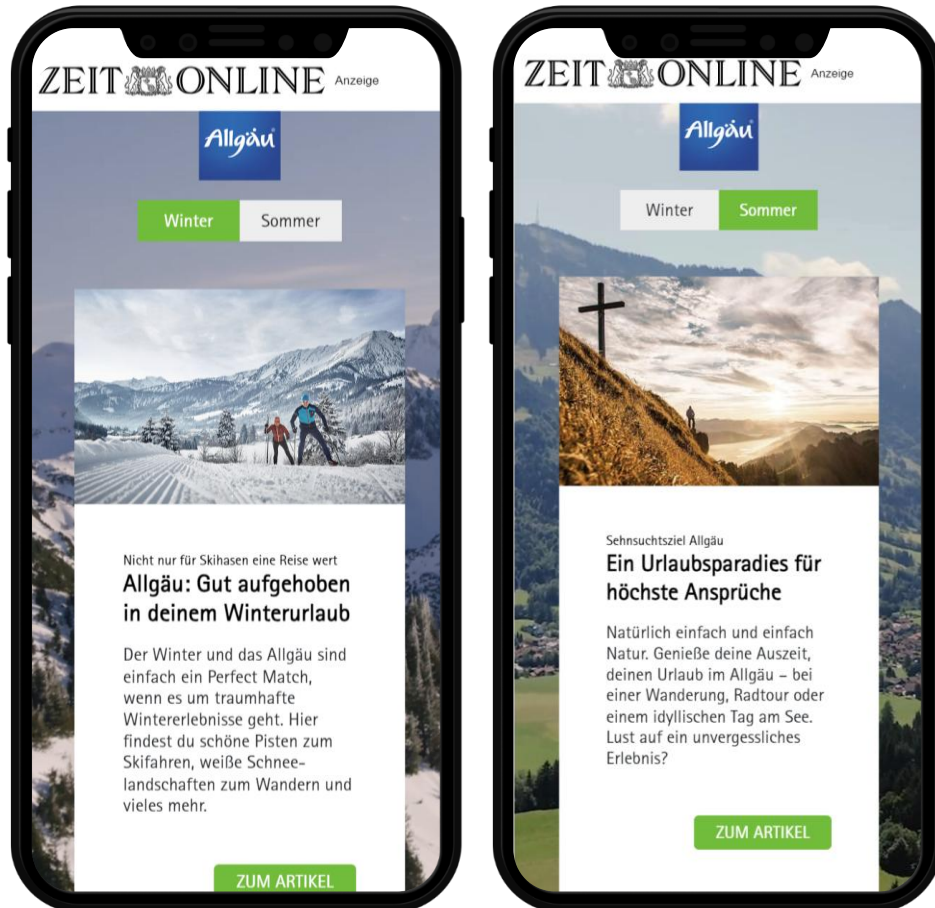 ZEIT ONLINE Anzeige
Allgäu
Winter Sommer
Nicht nur für Skihasen eine Reise wert
Allgäu: Gut aufgehoben
in deinem Winterurlaub
Der Winter und das Allgäu sind
einfach ein Perfect Match,
wenn es um traumhafte
Wintererlebnisse geht. Hier
findest du schöne Pisten zum
Skifahren, weiße Schnee-
landschaften zum Wandern und
vieles mehr.
ZUM ARTIKEL
ZEIT ONLINE Anzeige
Allgäu
Winter Sommer
Sehnsuchtsziel Allgäu
Ein Urlaubsparadies für
höchste Ansprüche
Natürlich einfach und einfach
Natur. Genieße deine Auszeit,
deinen Urlaub im Allgäu – bei
einer Wanderung, Radtour oder
einem idyllischen Tag am See.
Lust auf ein unvergessliches
Erlebnis?
ZUM ARTIKEL